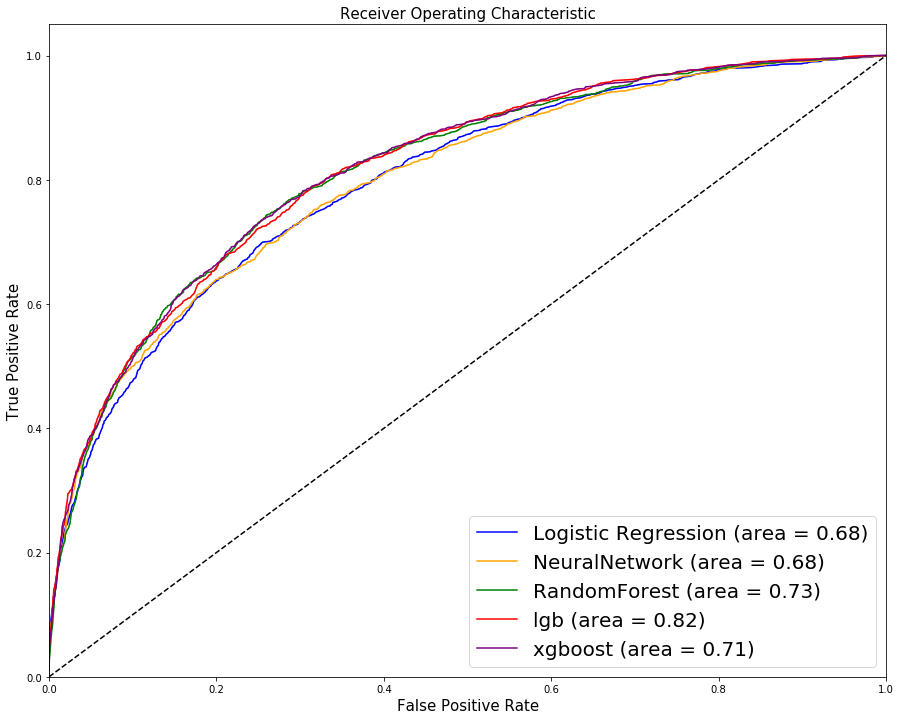 Receiver Operating Characteristic
True Positive Rate
1.0
0.8
0.6
0.4
0.2
0.0
Logistic Regression (area = 0.68)
NeuralNetwork (area = 0.68)
RandomForest (area = 0.73)
lgb (area = 0.82)
xgboost (area = 0.71)
0.0 0.2 0.4 0.6 0.8 1.0
False Positive Rate